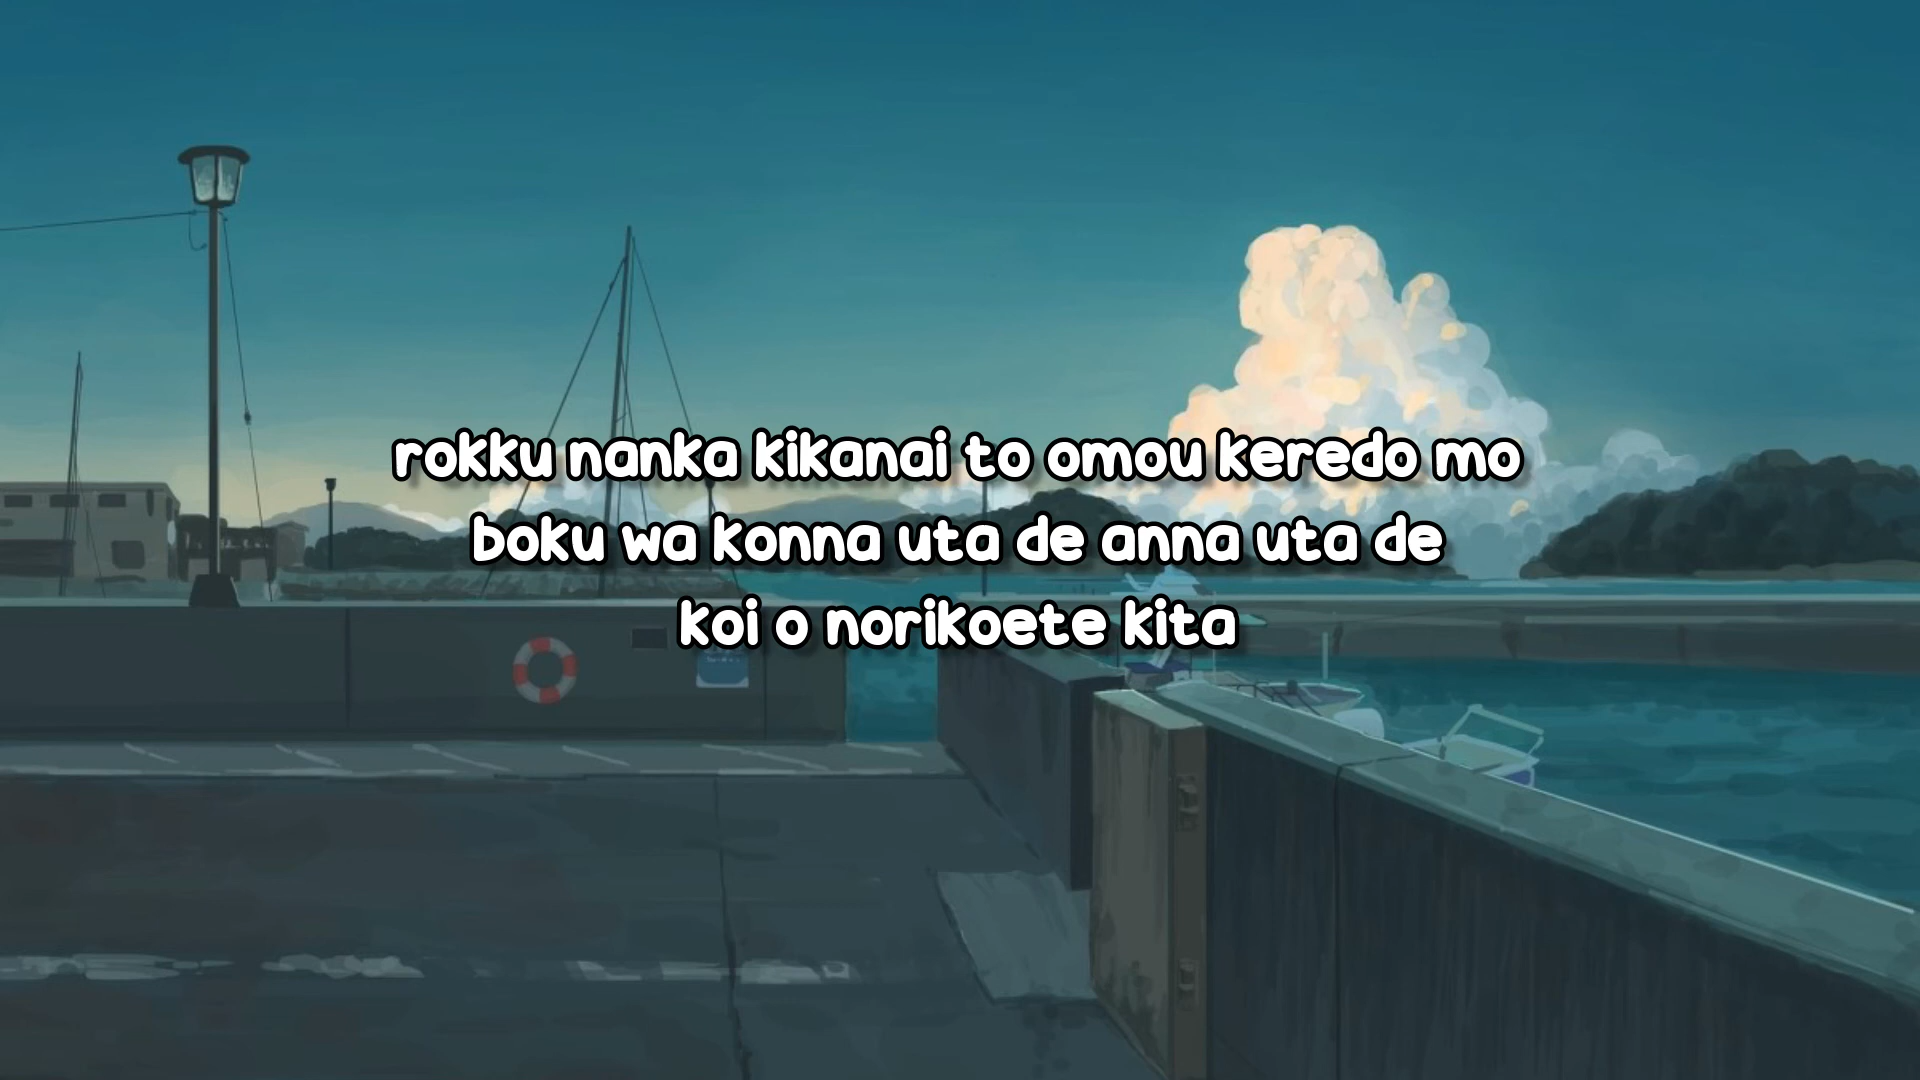 rokku nanka kikanai to omou keredo mo
boku wa konna uta de anna uta de
koi o norikoete kita